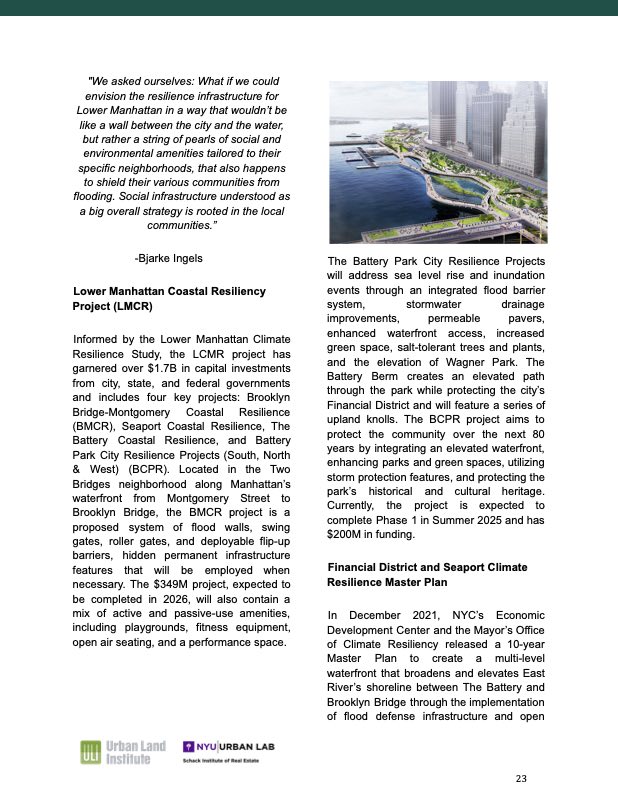 "We asked ourselves: What if we could
envision the resilience infrastructure for
Lower Manhattan in a way that wouldn't be
like a wall between the city and the water,
but rather a string of pearls of social and
environmental amenities tailored to their
specific neighborhoods, that also happens
to shield their various communities from
flooding. Social infrastructure understood as
a big overall strategy is rooted in the local
communities."
-Bjarke Ingels
Lower Manhattan Coastal Resiliency
Project (LMCR)
Informed by the Lower Manhattan Climate
Resilience Study, the LCMR project has
garnered over $1.7B in capital investments
from city, state, and federal governments
and includes four key projects: Brooklyn
Bridge-Montgomery Coastal Resilience
(BMCR), Seaport Coastal Resilience, The
Battery Coastal Resilience, and Battery
Park City Resilience Projects (South, North
& West) (BCPR). Located in the Two
Bridges neighborhood along Manhattan's
waterfront from Montgomery Street to
Brooklyn Bridge, the BMCR project is a
proposed system of flood walls, swing
gates, roller gates, and deployable flip-up
barriers, hidden permanent infrastructure
features that will be employed when
necessary. The $349M project, expected to
be completed in 2026, will also contain a
mix of active and passive-use amenities,
including playgrounds, fitness equipment,
open air seating, and a performance space.
The Battery Park City Resilience Projects
will address sea level rise and inundation
events through an integrated flood barrier
system, stormwater drainage
improvements, permeable pavers,
enhanced waterfront access, increased
green space, salt-tolerant trees and plants,
and the elevation of Wagner Park. The
Battery Berm creates an elevated path
through the park while protecting the city's
Financial District and will feature a series of
upland knolls. The BCPR project aims to
protect the community over the next 80
years by integrating an elevated waterfront,
enhancing parks and green spaces, utilizing
storm protection features, and protecting the
park's historical and cultural heritage.
Currently, the project is expected to
complete Phase 1 in Summer 2025 and has
$200M in funding.
Financial District and Seaport Climate
Resilience Master Plan
In December 2021, NYC's Economic
Development Center and the Mayor's Office
of Climate Resiliency released a 10-year
Master Plan to create a multi-level
waterfront that broadens and elevates East
River's shoreline between The Battery and
Brooklyn Bridge through the implementation
of flood defense infrastructure and open
ULI Urban Land
Institute
NYU URBAN LAB
Schack Institute of Real Estate
23